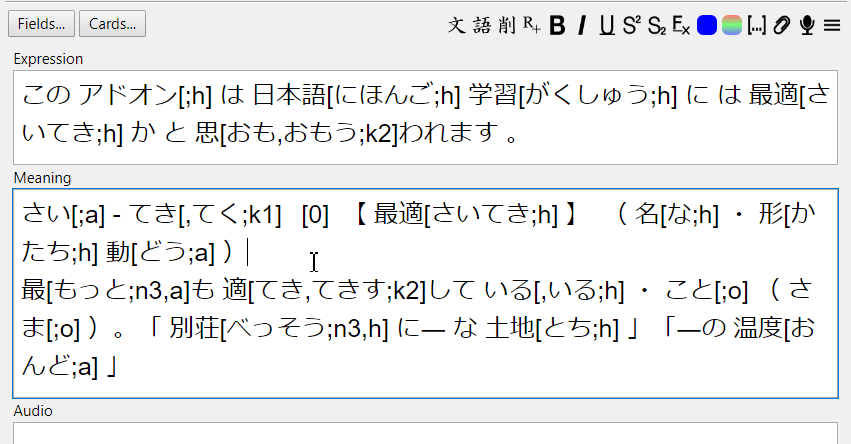 Fields... Cards... 文 語 削 R+ B I U S² S₂ Ex [...]
Expression
この アドオン[;h] は 日本語[にほんご;h] 学習[がくしゅう;h] に は 最適[さ
いてき;h] か と 思[おも,おもう;k2]われます 。
Meaning
さい[;a] - てき[,てく;k1] [0] 【 最適[さいてき;h] 】 （ 名[な;h] ・ 形[か
たち;h] 動[どう;a] ）
最[もっと;n3,a]も 適[てき,てきす;k2]して いる[,いる;h] ・ こと[;o] （ さ
ま[;o] ）。「 別荘[べっそう;n3,h] に― な 土地[とち;h] 」「―の 温度[お
んど;a] 」
Audio